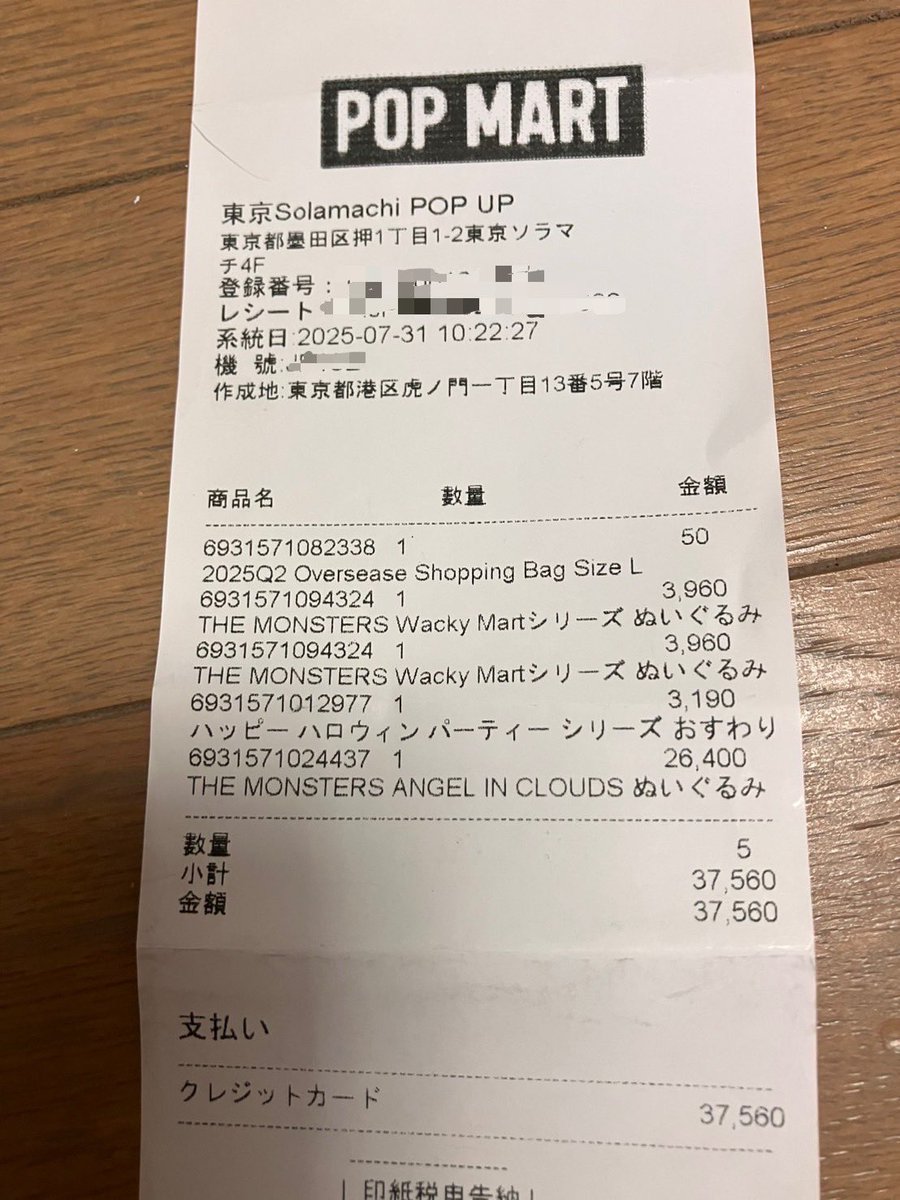 POP MART
東京Solamachi POP UP
東京都墨田区押1丁目1-2東京ソラマ
チ4F
登録番号:
レシート
系統日:2025-07-31 10:22:27
機 號:
作成地:東京都港区虎ノ門一丁目13番5号7階
商品名 數量 金額
6931571082338 1 50
2025Q2 Oversease Shopping Bag Size L
6931571094324 1 3,960
THE MONSTERS Wacky Martシリーズ ぬいぐるみ
6931571094324 1 3,960
THE MONSTERS Wacky Martシリーズ ぬいぐるみ
6931571012977 1 3,190
ハッピー ハロウィン パーティー シリーズ おすわり
6931571024437 1 26,400
THE MONSTERS ANGEL IN CLOUDS ぬいぐるみ
數量 5
小計 37,560
金額 37,560
支払い
クレジットカード 37,560
印紙税申告納